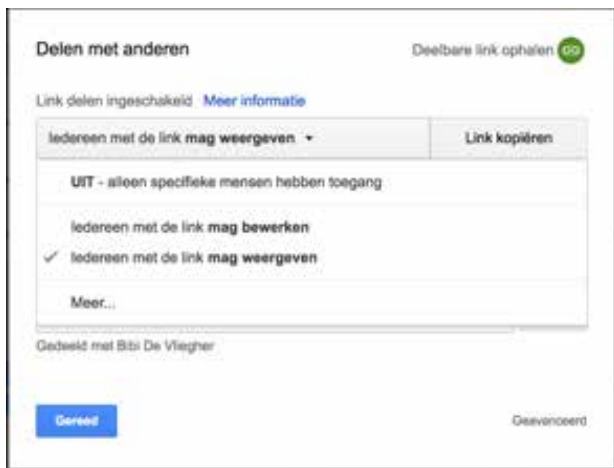 Delen met anderen
Deelbare link ophalen
Link delen ingeschakeld Meer informatie
Iedereen met de link mag weergeven
Link kopiëren
UIT - alleen specifieke mensen hebben toegang
Iedereen met de link mag bewerken
Iedereen met de link mag weergeven
Meer...
Gedeeld met Bibi De Vliegher
Gereed
Geavanceerd